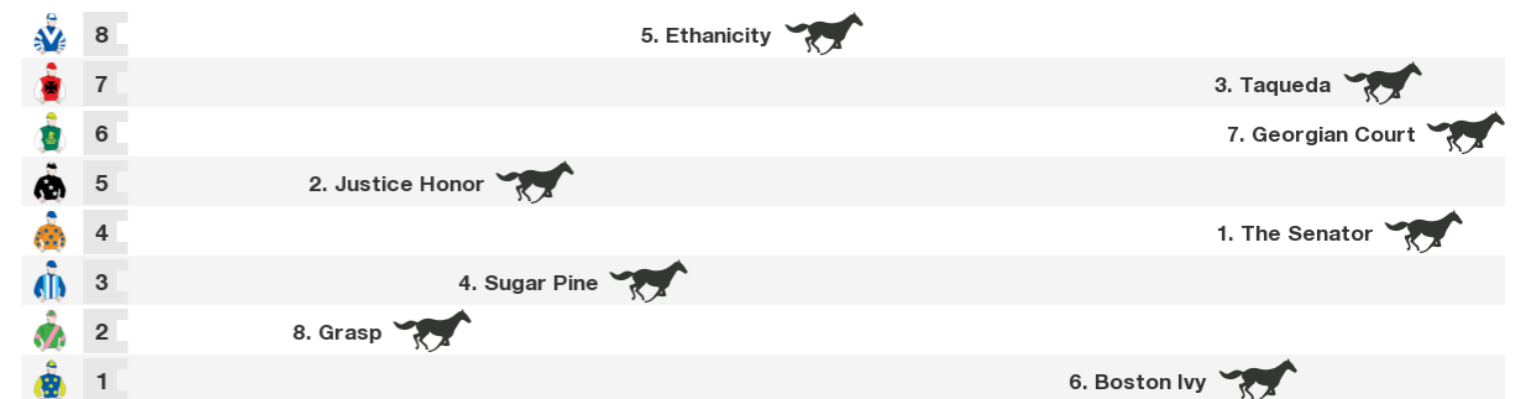 8 5. Ethanicity
7 3. Taqueda
6 7. Georgian Court
5 2. Justice Honor
4 1. The Senator
3 4. Sugar Pine
2 8. Grasp
1 6. Boston Ivy